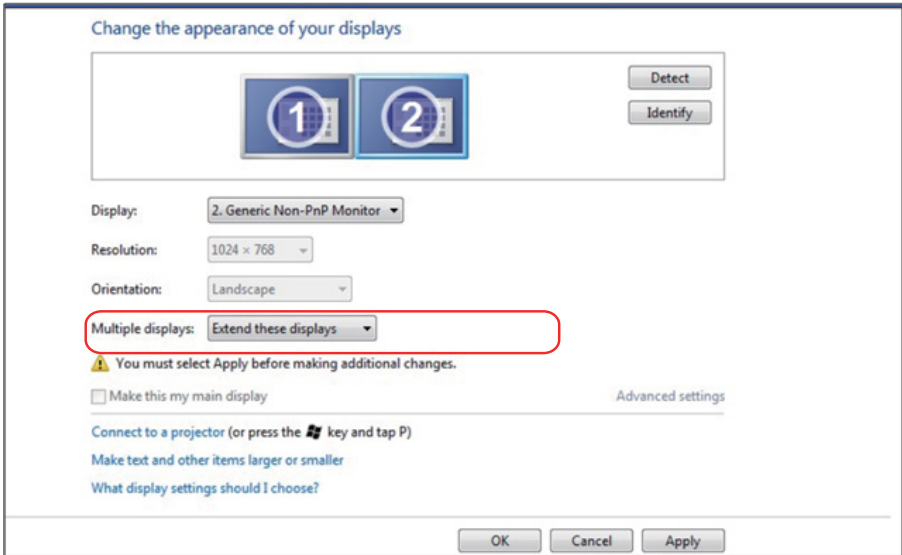 Change the appearance of your displays
1 2
Detect
Identify
Display: 2. Generic Non-PnP Monitor
Resolution: 1024 × 768
Orientation: Landscape
Multiple displays: Extend these displays
You must select Apply before making additional changes.
Make this my main display Advanced settings
Connect to a projector (or press the key and tap P)
Make text and other items larger or smaller
What display settings should I choose?
OK Cancel Apply